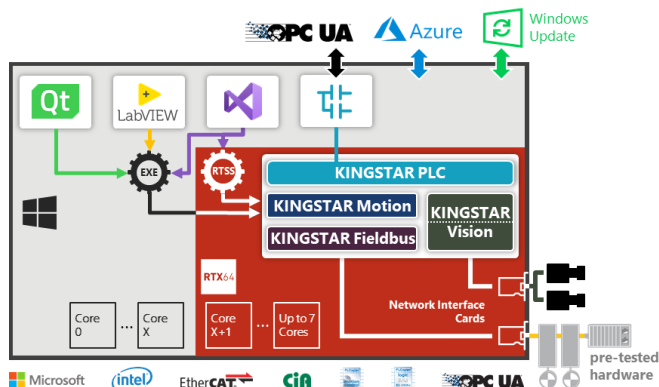 OPC UA
Azure
Windows
Update
Qt
LabVIEW
EXE
RTSS
KINGSTAR PLC
KINGSTAR Motion
KINGSTAR
Vision
KINGSTAR Fieldbus
RTX64
Network Interface
Cards
Core
0
...
Core
X
Core
X+1
...
Up to 7
Cores
pre-tested
hardware
Microsoft
intel
EtherCAT
CiA
OPC UA